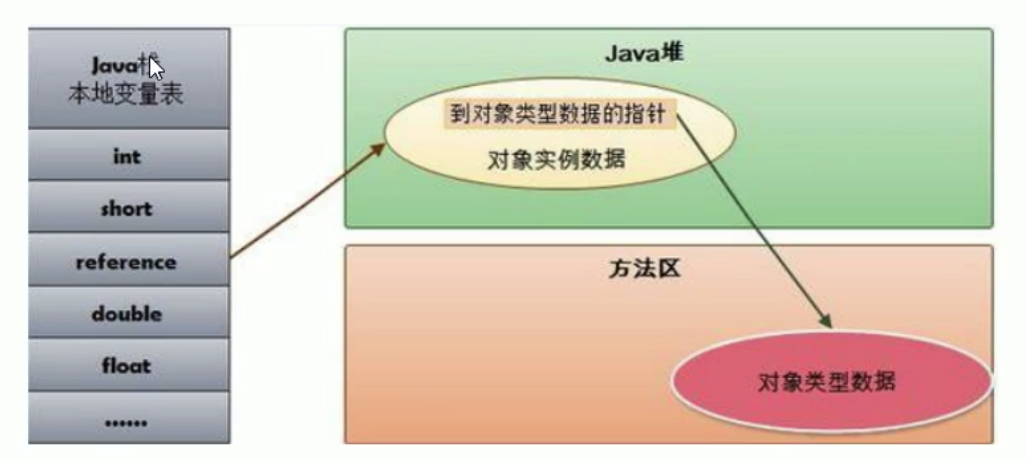 Java栈
本地变量表
int
short
reference
double
float
......
Java堆
到对象类型数据的指针
对象实例数据
方法区
对象类型数据